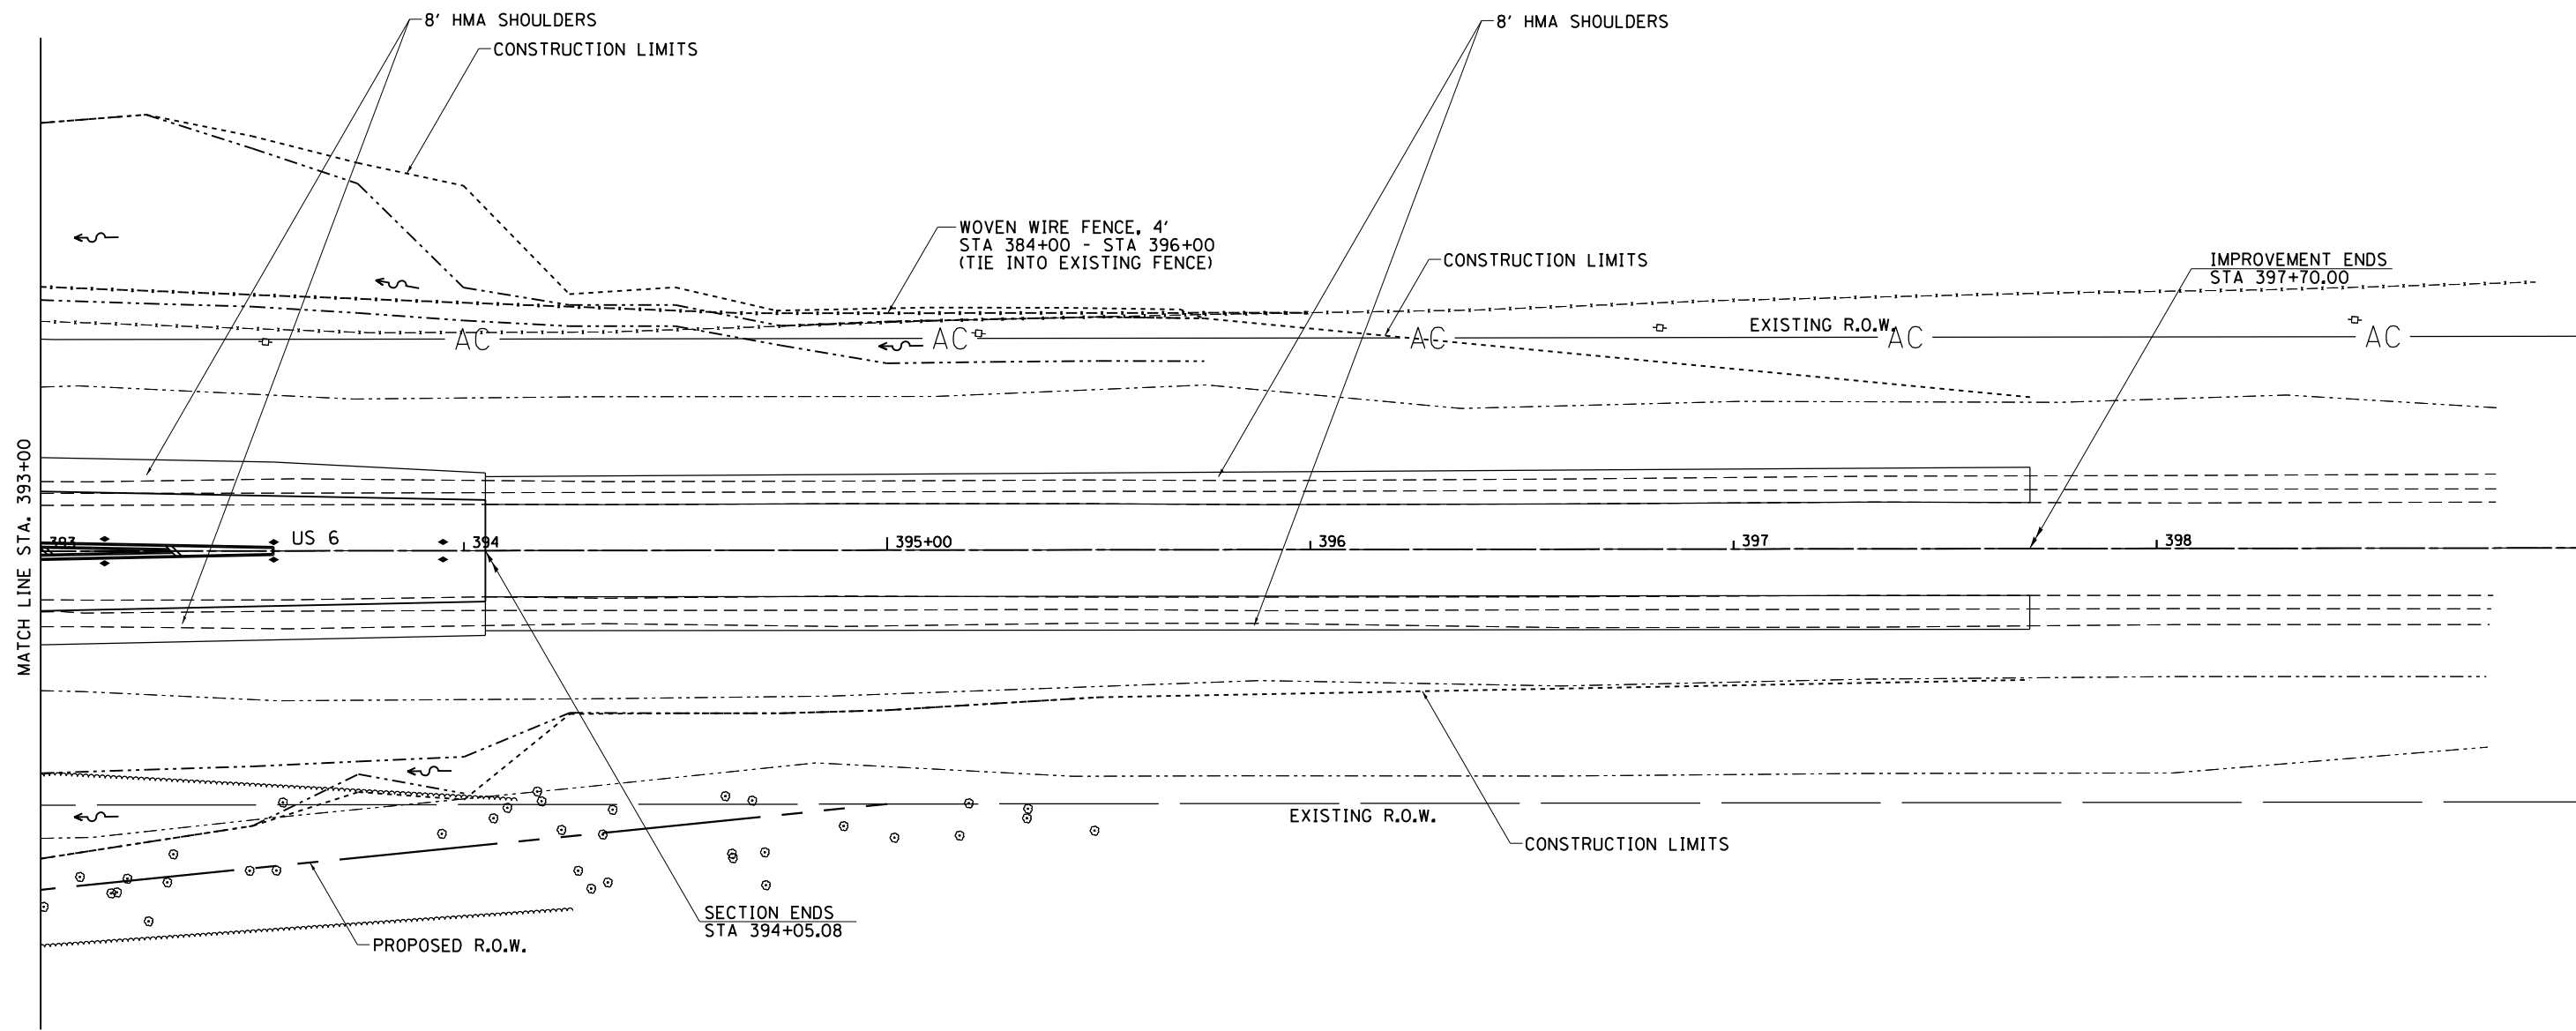 8' HMA SHOULDERS
CONSTRUCTION LIMITS
8' HMA SHOULDERS
WOVEN WIRE FENCE, 4'
STA 384+00 - STA 396+00
(TIE INTO EXISTING FENCE)
CONSTRUCTION LIMITS
IMPROVEMENT ENDS
STA 397+70.00
EXISTING R.O.W.
AC
AC
AC
AC
AC
MATCH LINE STA. 393+00
393
US 6
394
395+00
396
397
398
EXISTING R.O.W.
CONSTRUCTION LIMITS
SECTION ENDS
STA 394+05.08
PROPOSED R.O.W.